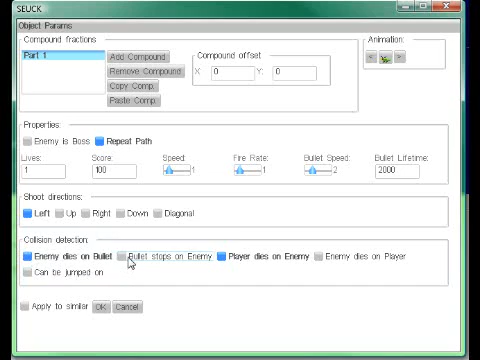 SEUCK
Object Params
Compound fractions
Animation:
Part 1
Add Compound
Compound offset
Remove Compound
X: 0 Y: 0
< >
Copy Comp.
Paste Comp.
Properties:
Enemy is Boss Repeat Path
Lives: Score: Speed: Fire Rate: Bullet Speed: Bullet Lifetime:
1 100 1 1 2 2000
Shoot directions:
Left Up Right Down Diagonal
Collision detection:
Enemy dies on Bullet Bullet stops on Enemy Player dies on Enemy Enemy dies on Player
Can be jumped on
Apply to similar OK Cancel